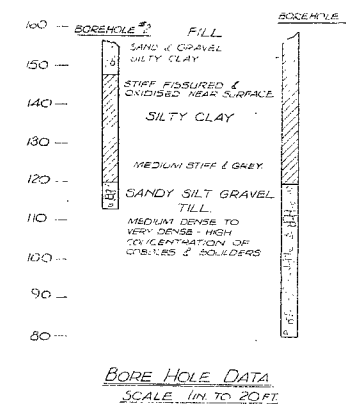 160
BOREHOLE #2
FILL
BOREHOLE
SAND & GRAVEL
SILTY CLAY
150
STIFF FISSURED &
OXIDISED NEAR SURFACE
140
SILTY CLAY
130
MEDIUM STIFF & GREY.
120
SANDY SILT GRAVEL
TILL.
110
MEDIUM DENSE TO
VERY DENSE - HIGH
CONCENTRATION OF
COBBLES & BOULDERS
100
90
80
BORE HOLE DATA
SCALE 1IN. TO 20FT.